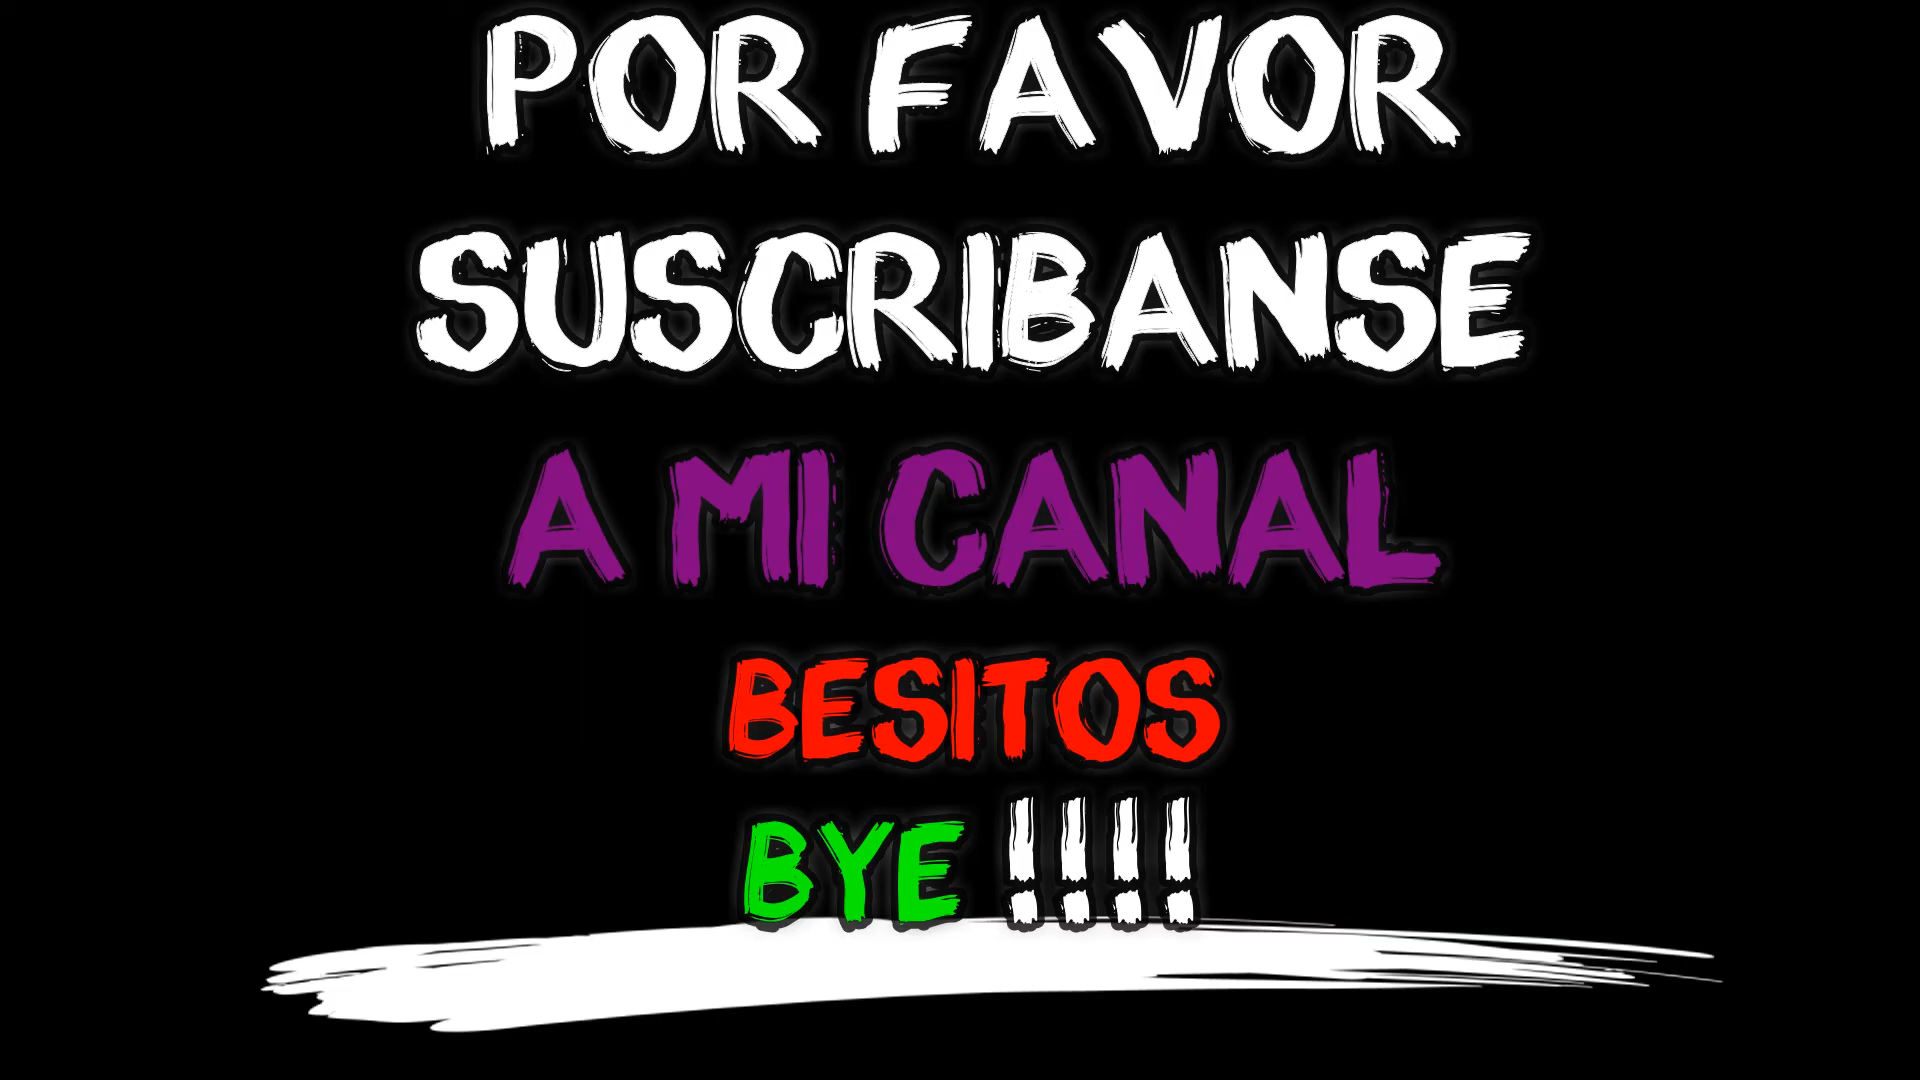 POR FAVOR
SUSCRIBANSE
A MI CANAL
BESITOS
BYE !!!!